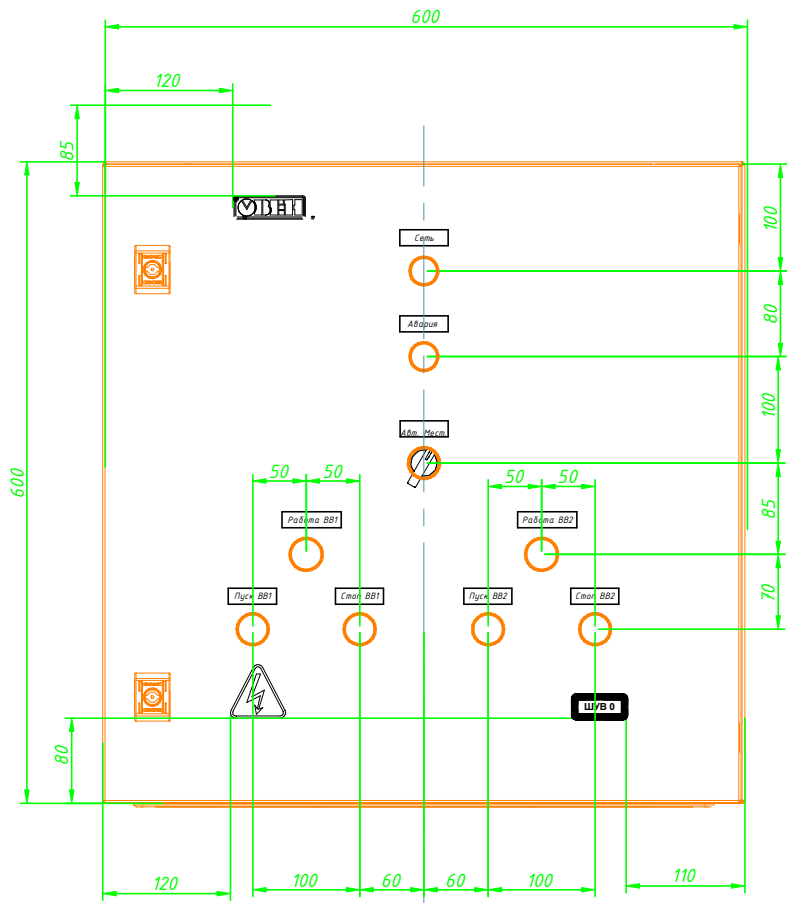 600
120
85
ОВЕН
100
Сеть
80
Авария
100
Авт. Мест.
600
50 50
50 50
85
Работа ВВ1
Работа ВВ2
70
Пуск ВВ1
Стоп ВВ1
Пуск ВВ2
Стоп ВВ2
ШУВ 0
80
120
100
60
60
100
110